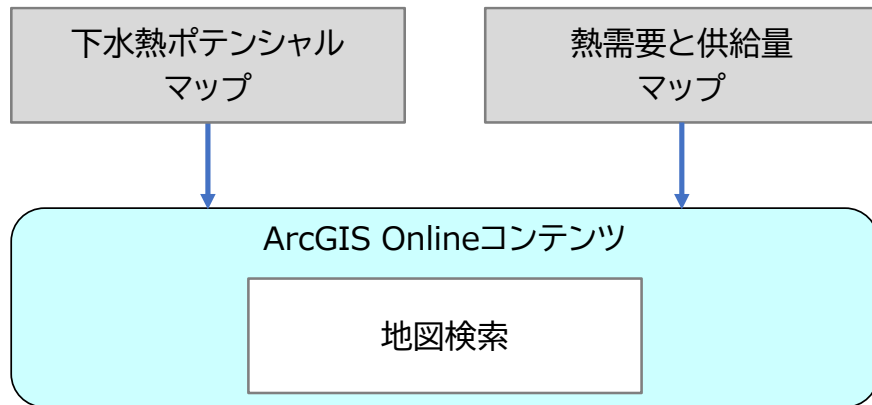 下水熱ポテンシャル
マップ
熱需要と供給量
マップ
ArcGIS Onlineコンテンツ
地図検索